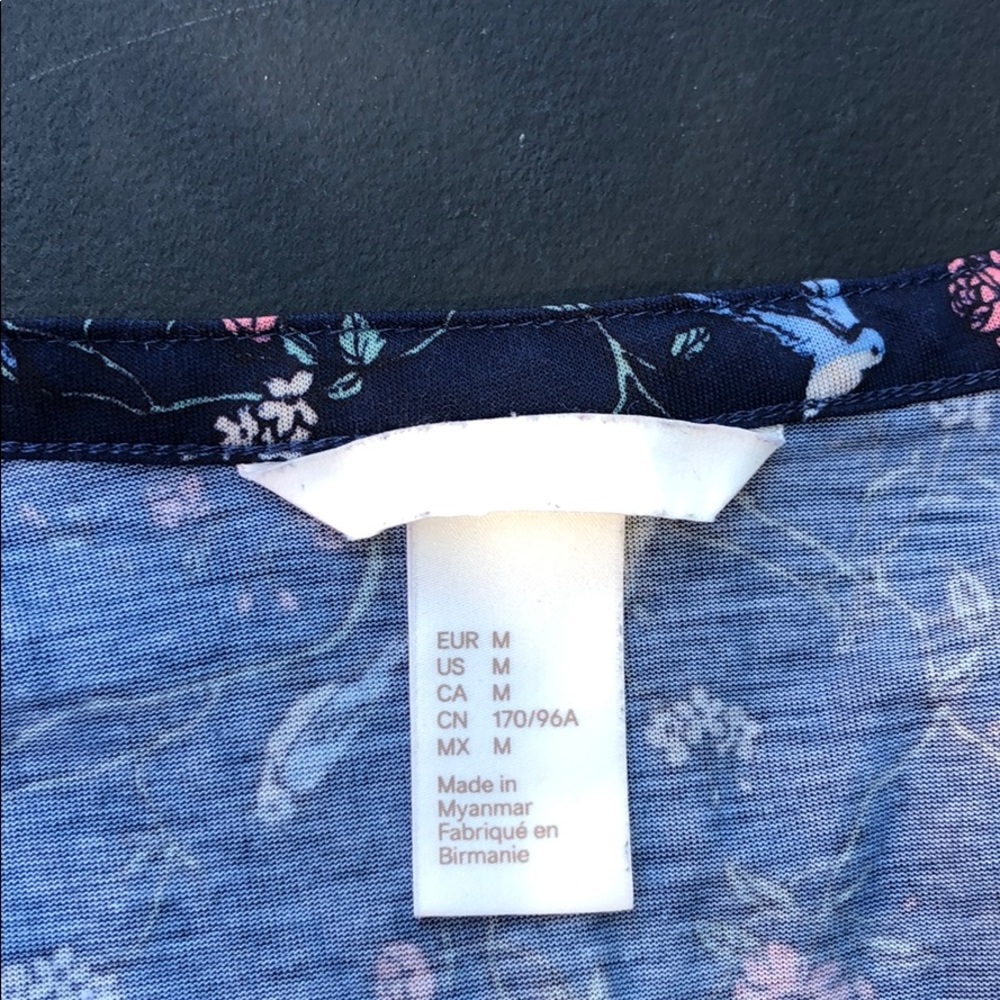 EUR M
US M
CA M
CN 170/96A
MX M
Made in
Myanmar
Fabriqué en
Birmanie